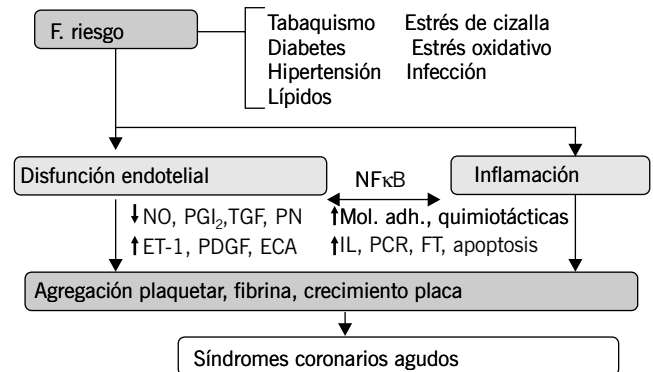 F. riesgo
Tabaquismo Estrés de cizalla
Diabetes Estrés oxidativo
Hipertensión Infección
Lípidos
Disfunción endotelial
NFκB
Inflamación
↓NO, PGI₂,TGF, PN
↑ET-1, PDGF, ECA
↑Mol. adh., quimiotácticas
↑IL, PCR, FT, apoptosis
Agregación plaquetar, fibrina, crecimiento placa
Síndromes coronarios agudos